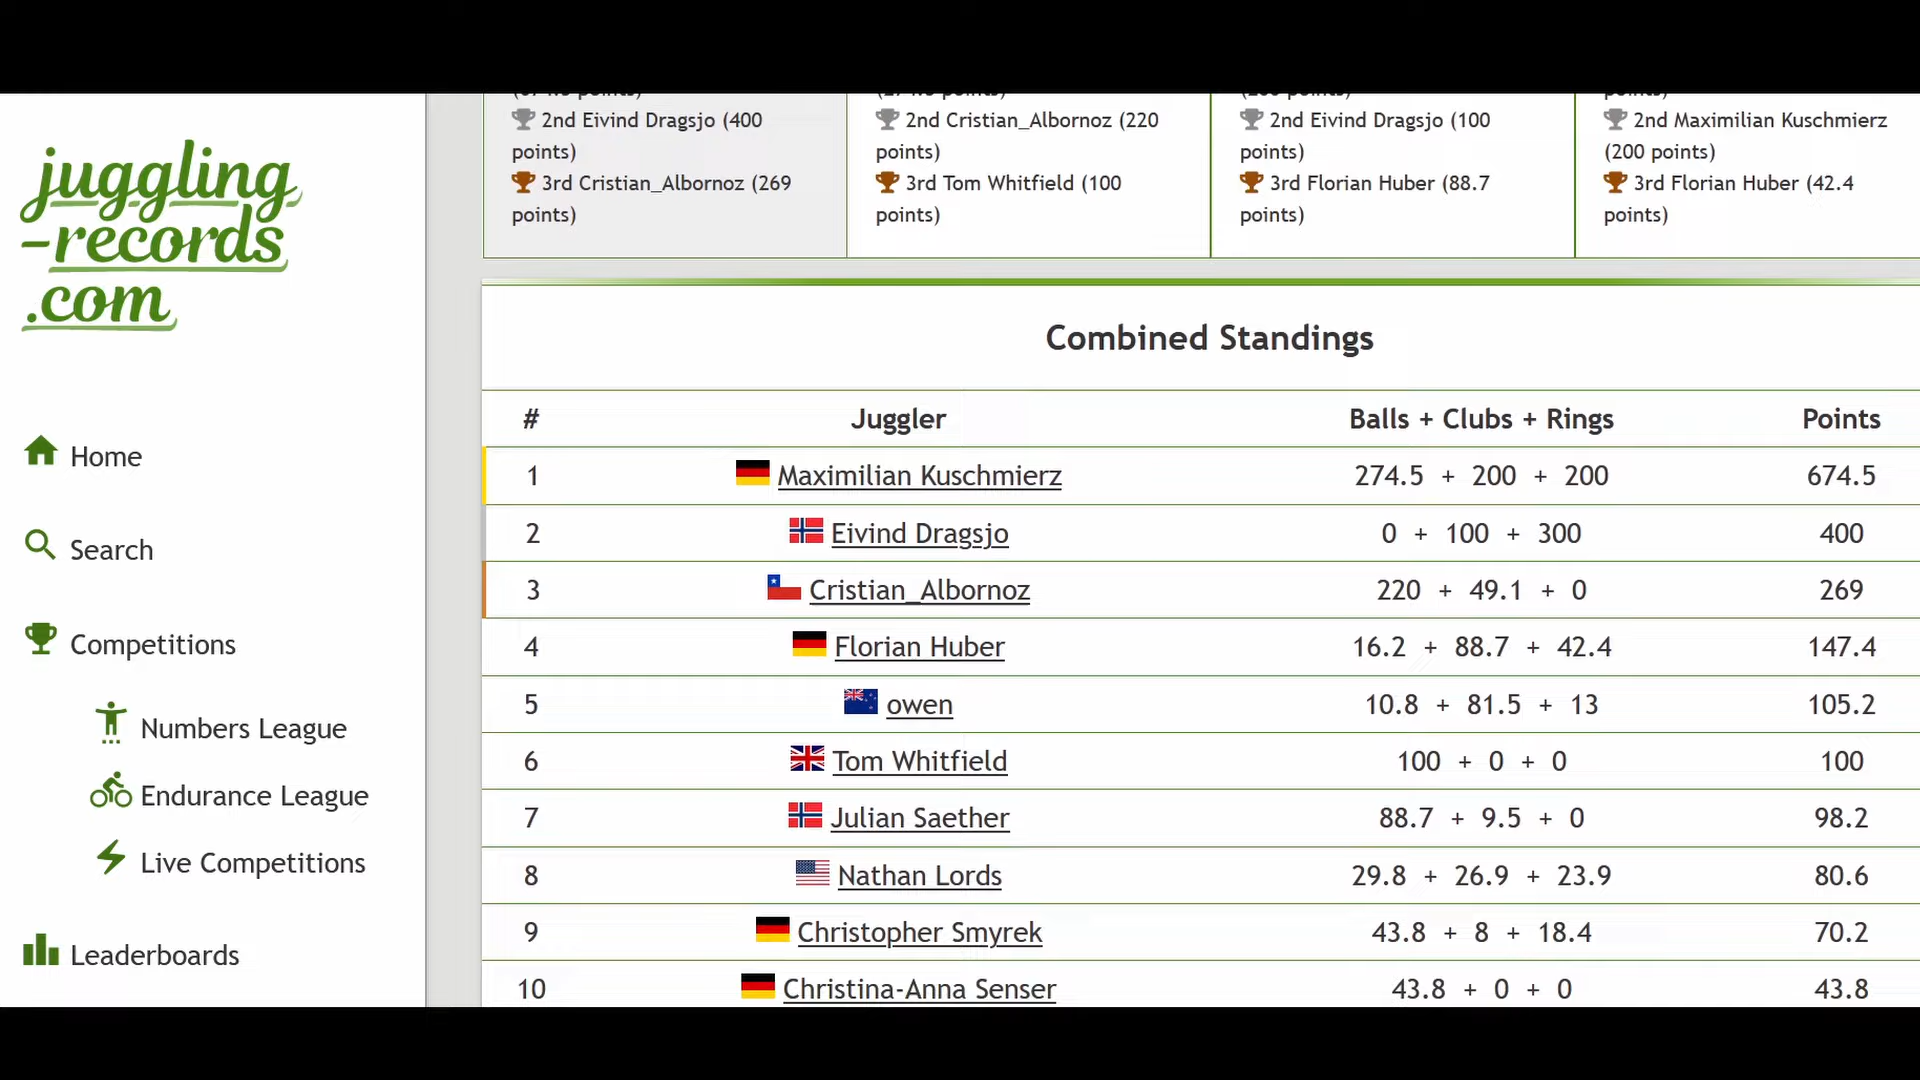 juggling
-records
.com
Home
Search
Competitions
Numbers League
Endurance League
Live Competitions
Leaderboards
2nd Eivind Dragsjo (400
points)
3rd Cristian_Albornoz (269
points)
2nd Cristian_Albornoz (220
points)
3rd Tom Whitfield (100
points)
2nd Eivind Dragsjo (100
points)
3rd Florian Huber (88.7
points)
2nd Maximilian Kuschmierz
(200 points)
3rd Florian Huber (42.4
points)
Combined Standings
# Juggler Balls + Clubs + Rings Points
1 Maximilian Kuschmierz 274.5 + 200 + 200 674.5
2 Eivind Dragsjo 0 + 100 + 300 400
3 Cristian_Albornoz 220 + 49.1 + 0 269
4 Florian Huber 16.2 + 88.7 + 42.4 147.4
5 owen 10.8 + 81.5 + 13 105.2
6 Tom Whitfield 100 + 0 + 0 100
7 Julian Saether 88.7 + 9.5 + 0 98.2
8 Nathan Lords 29.8 + 26.9 + 23.9 80.6
9 Christopher Smyrek 43.8 + 8 + 18.4 70.2
10 Christina-Anna Senser 43.8 + 0 + 0 43.8